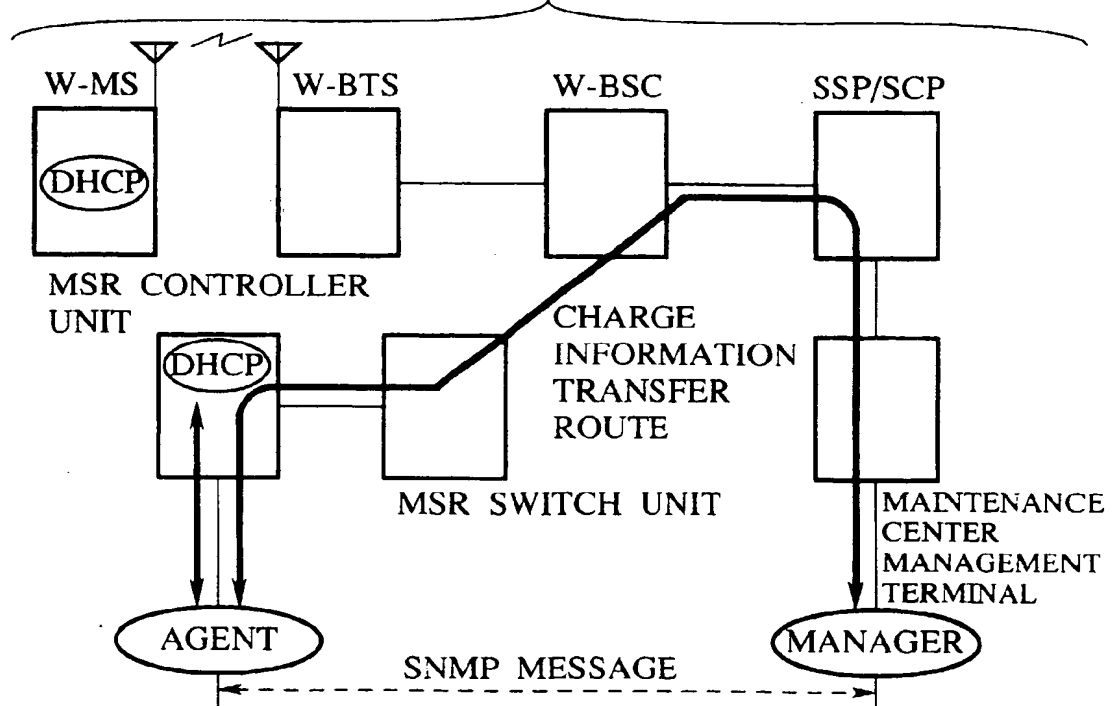 W-MS
W-BTS
W-BSC
SSP/SCP
DHCP
MSR CONTROLLER
UNIT
DHCP
CHARGE
INFORMATION
TRANSFER
ROUTE
MSR SWITCH UNIT
MAINTENANCE
CENTER
MANAGEMENT
TERMINAL
AGENT
MANAGER
SNMP MESSAGE